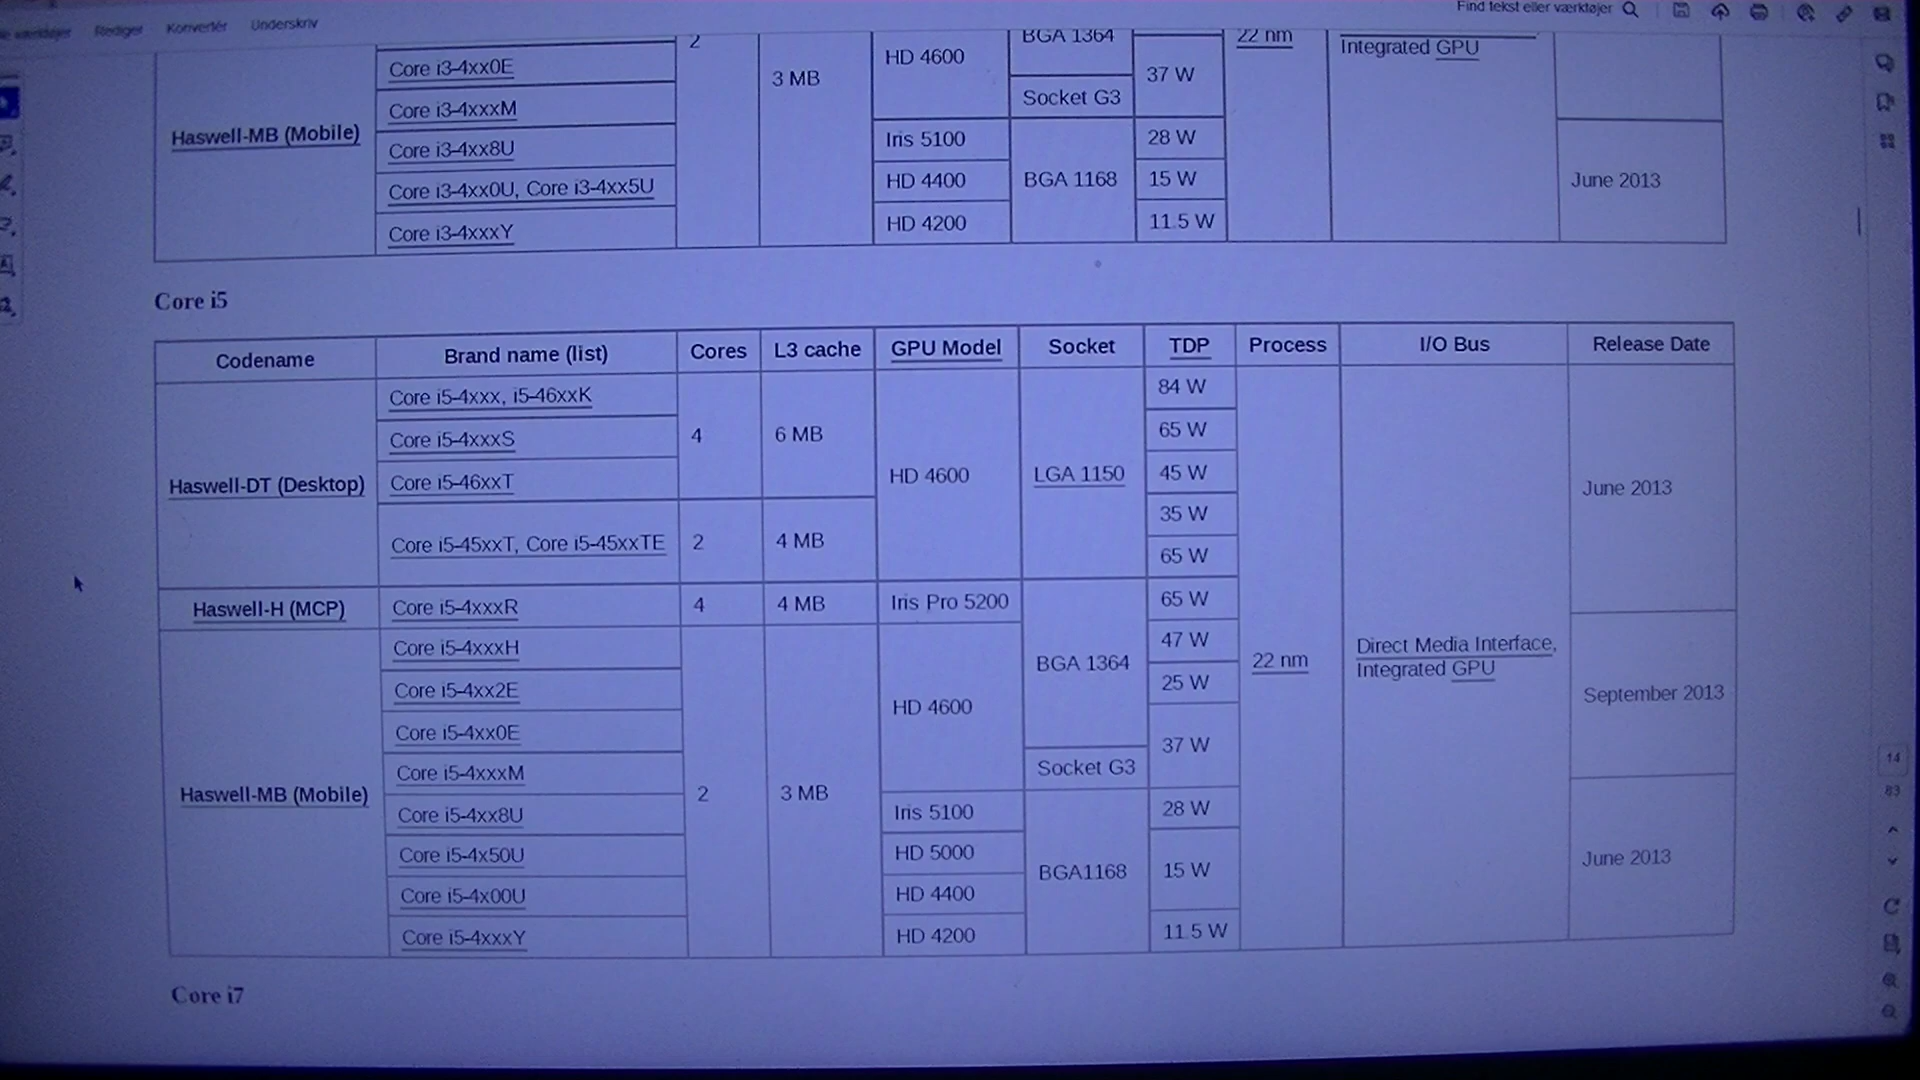 Rediger Konvertér Underskriv Find tekst eller værktøjer
2 BGA 1364 22 nm
Core i3-4xx0E 3 MB HD 4600 37 W Integrated GPU
Core i3-4xxxM Socket G3
Haswell-MB (Mobile) Core i3-4xx8U Iris 5100 28 W
Core i3-4xx0U, Core i3-4xx5U HD 4400 BGA 1168 15 W June 2013
Core i3-4xxxY HD 4200 11.5 W
Core i5
Codename Brand name (list) Cores L3 cache GPU Model Socket TDP Process I/O Bus Release Date
Core i5-4xxx, i5-46xxK 84 W
Core i5-4xxxS 4 6 MB 65 W
Haswell-DT (Desktop) Core i5-46xxT HD 4600 LGA 1150 45 W June 2013
35 W
Core i5-45xxT, Core i5-45xxTE 2 4 MB 65 W
Haswell-H (MCP) Core i5-4xxxR 4 4 MB Iris Pro 5200 65 W
Core i5-4xxxH BGA 1364 47 W 22 nm Direct Media Interface,
Core i5-4xx2E 25 W Integrated GPU
Core i5-4xx0E HD 4600 37 W September 2013
Core i5-4xxxM Socket G3
Haswell-MB (Mobile) Core i5-4xx8U 2 3 MB Iris 5100 28 W
Core i5-4x50U HD 5000 June 2013
Core i5-4x00U HD 4400 BGA1168 15 W
Core i5-4xxxY HD 4200 11.5 W
Core i7
14
83